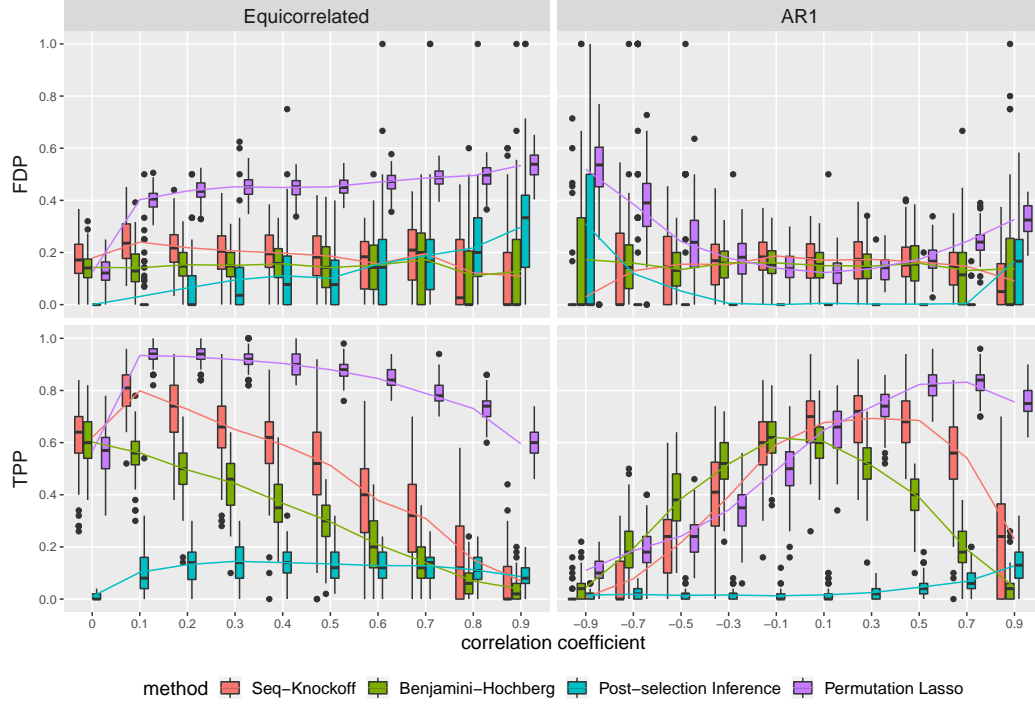 Equicorrelated AR1
1.0
0.8
0.6
0.4
0.2
0.0
FDP
1.0
0.8
0.6
0.4
0.2
0.0
TPP
0 0.1 0.2 0.3 0.4 0.5 0.6 0.7 0.8 0.9 −0.9 −0.7 −0.5 −0.3 −0.1 0.1 0.3 0.5 0.7 0.9
correlation coefficient
method Seq−Knockoff Benjamini−Hochberg Post−selection Inference Permutation Lasso